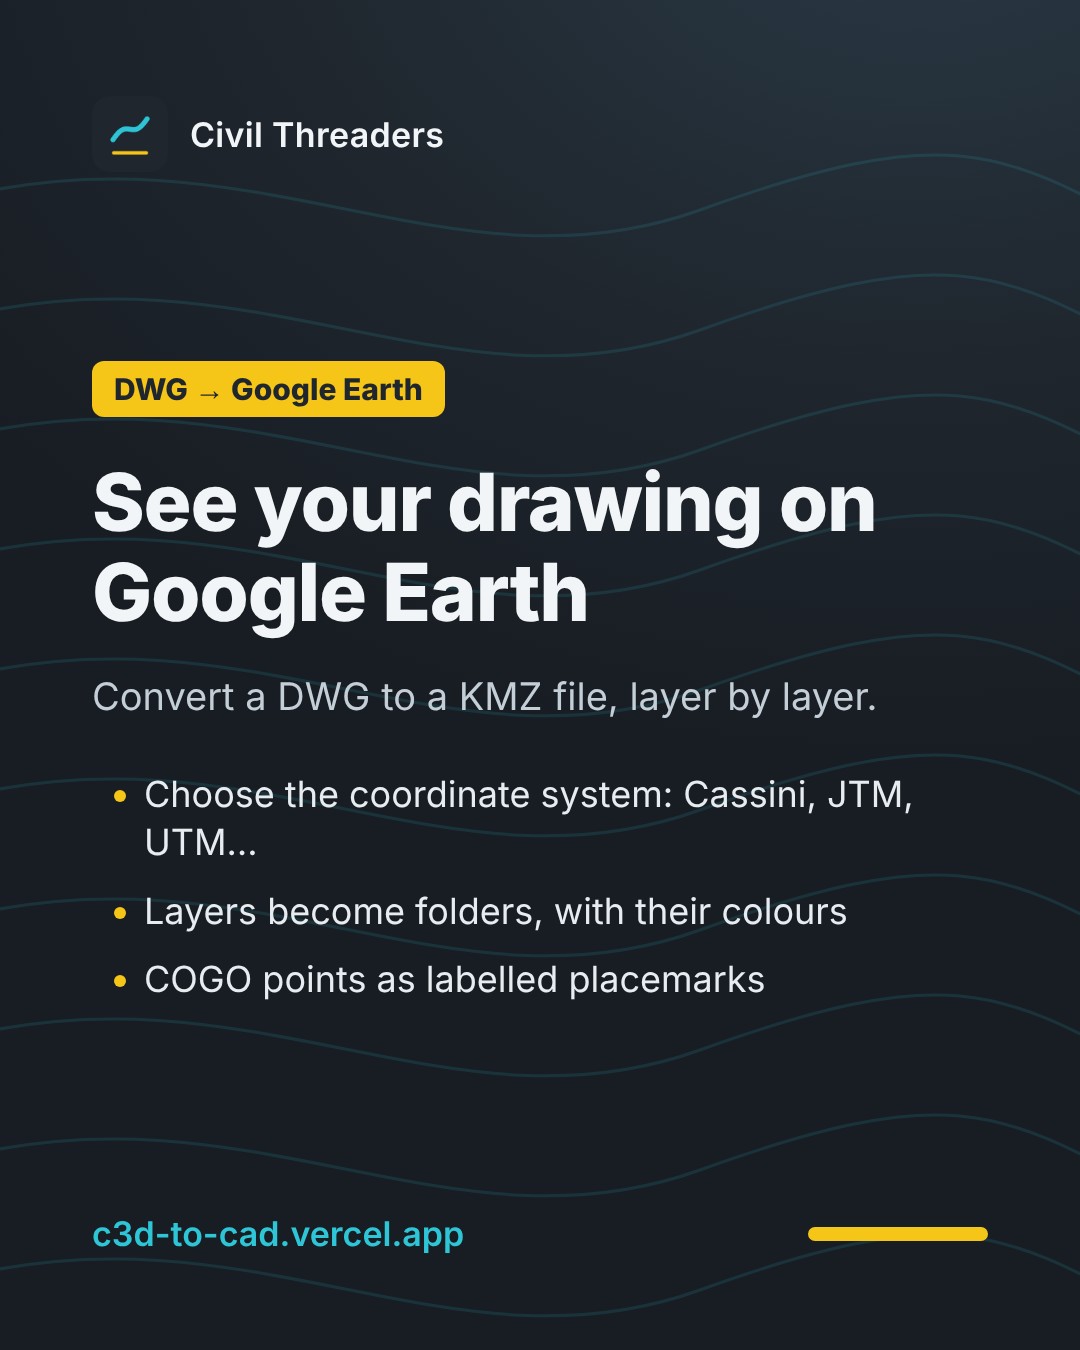 Civil Threaders
DWG → Google Earth
See your drawing on
Google Earth
Convert a DWG to a KMZ file, layer by layer.
• Choose the coordinate system: Cassini, JTM,
UTM...
• Layers become folders, with their colours
• COGO points as labelled placemarks
c3d-to-cad.vercel.app